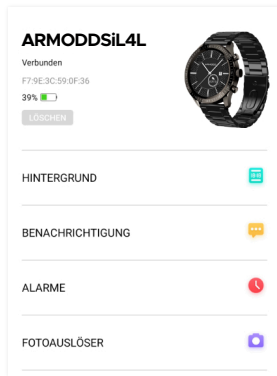 ARMODDSiL4L
Verbunden
F7:9E:3C:59:0F:36
39%
LÖSCHEN
HINTERGRUND
BENACHRICHTIGUNG
ALARME
FOTOAUSLÖSER